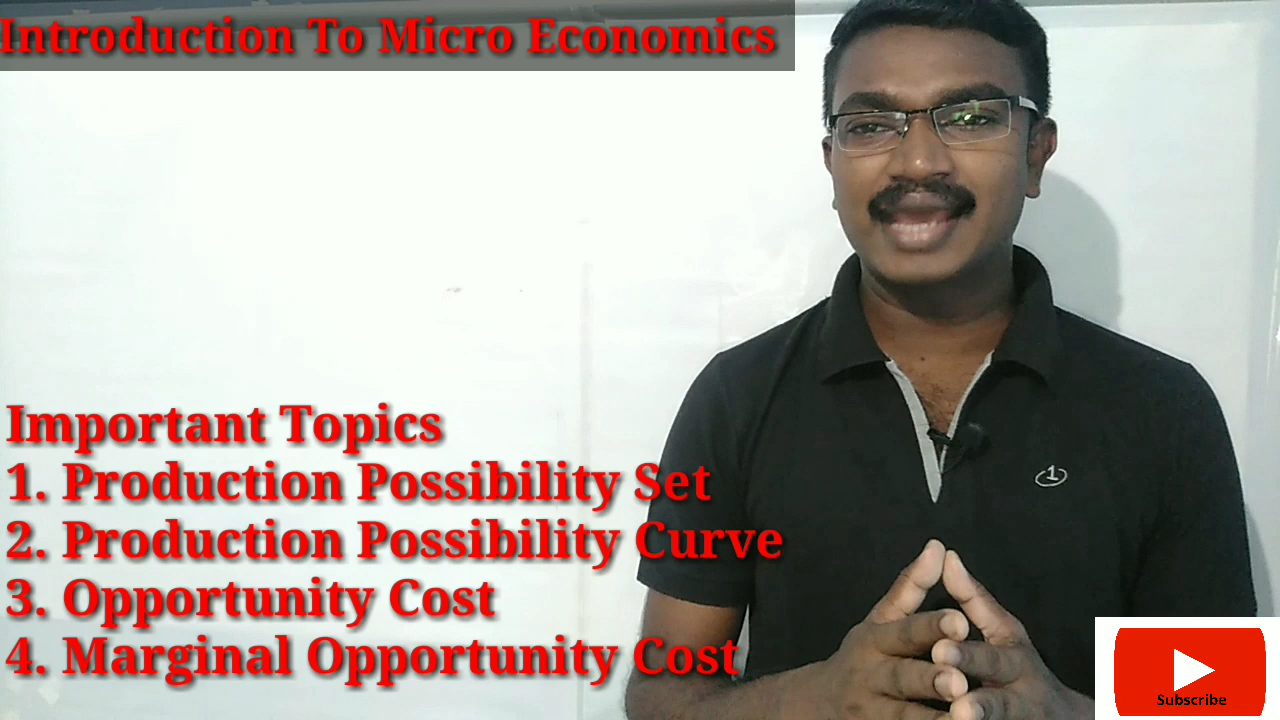 Introduction To Micro Economics
Important Topics
1. Production Possibility Set
2. Production Possibility Curve
3. Opportunity Cost
4. Marginal Opportunity Cost
1
Subscribe